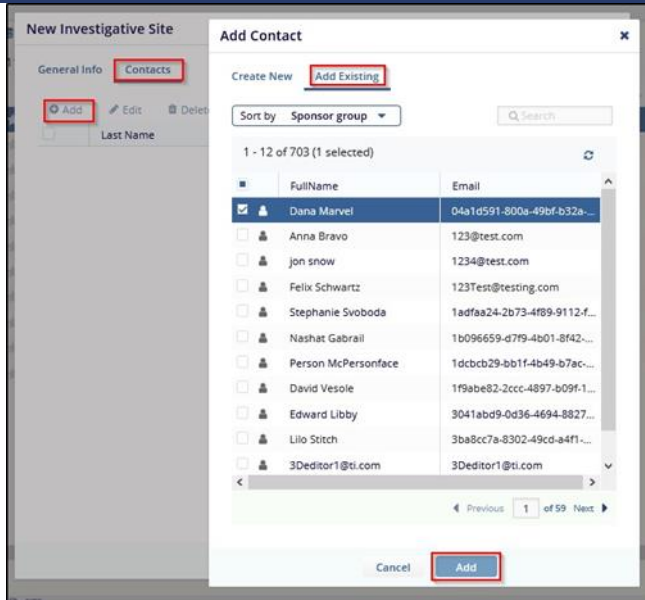 New Investigative Site
General Info Contacts
Add Edit Delet
Last Name
Add Contact
Create New Add Existing
Sort by Sponsor group Search
1 - 12 of 703 (1 selected)
FullName Email
Dana Marvel 04a1d591-800a-49bf-b32a-...
Anna Bravo 123@test.com
jon snow 1234@test.com
Felix Schwartz 123Test@testing.com
Stephanie Svoboda 1adfaa24-2b73-4f89-9112-f...
Nashat Gabrail 1b096659-d7f9-4b01-8f42-...
Person McPersonface 1dcbcb29-bb1f-4b49-b7ac-...
David Vesole 1f9abe82-2ccc-4897-b09f-1...
Edward Libby 3041abd9-0d36-4694-8827...
Lilo Stitch 3ba8cc7a-8302-49cd-a4f1-...
3Deditor1@ti.com 3Deditor1@ti.com
Previous 1 of 59 Next
Cancel Add